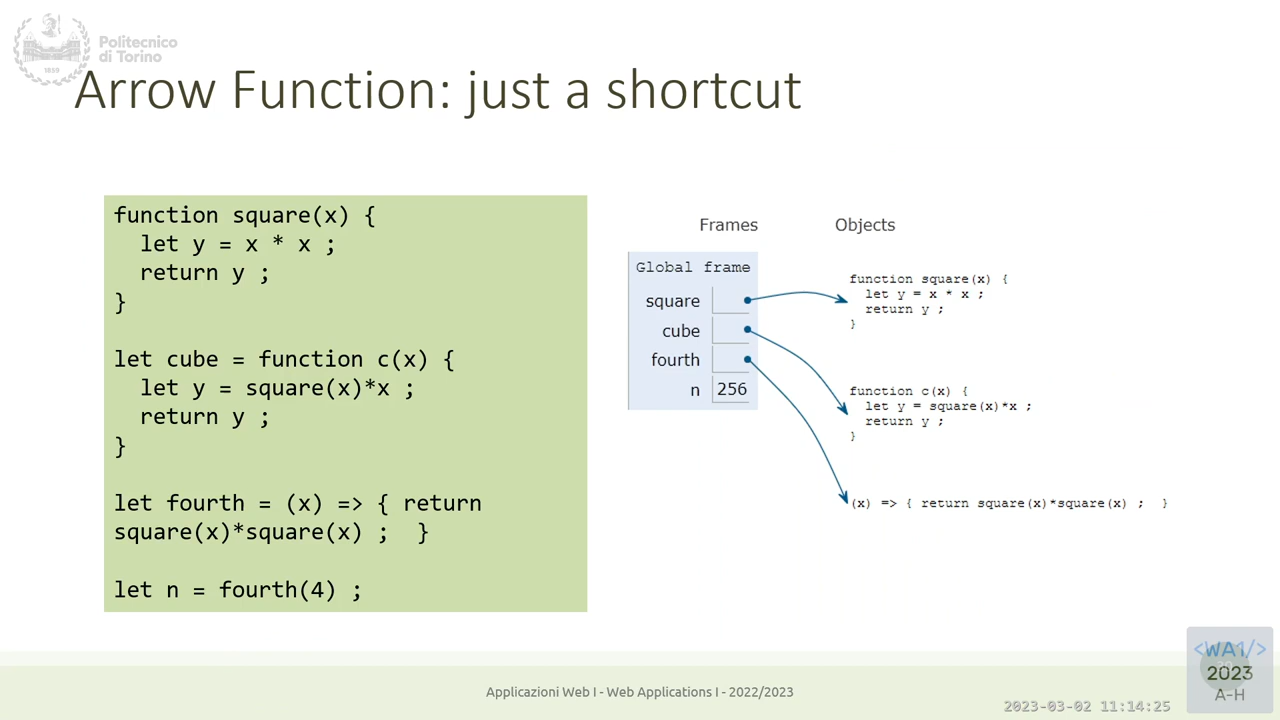 Politecnico
di Torino
1859
Arrow Function: just a shortcut
function square(x) {
  let y = x * x ;
  return y ;
}
let cube = function c(x) {
  let y = square(x)*x ;
  return y ;
}
let fourth = (x) => { return
square(x)*square(x) ;  }
let n = fourth(4) ;
Frames
Objects
Global frame
square
cube
fourth
n 256
function square(x) {
  let y = x * x ;
  return y ;
}
function c(x) {
  let y = square(x)*x ;
  return y ;
}
(x) => { return square(x)*square(x) ;  }
Applicazioni Web I - Web Applications I - 2022/2023
<WA1/>
2023
A-H
2023-03-02 11:14:25